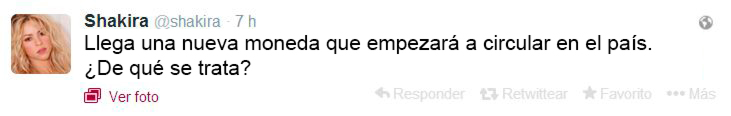 Shakira @shakira · 7 h
Llega una nueva moneda que empezará a circular en el país.
¿De qué se trata?
Ver foto Responder Retwittear Favorito ••• Más